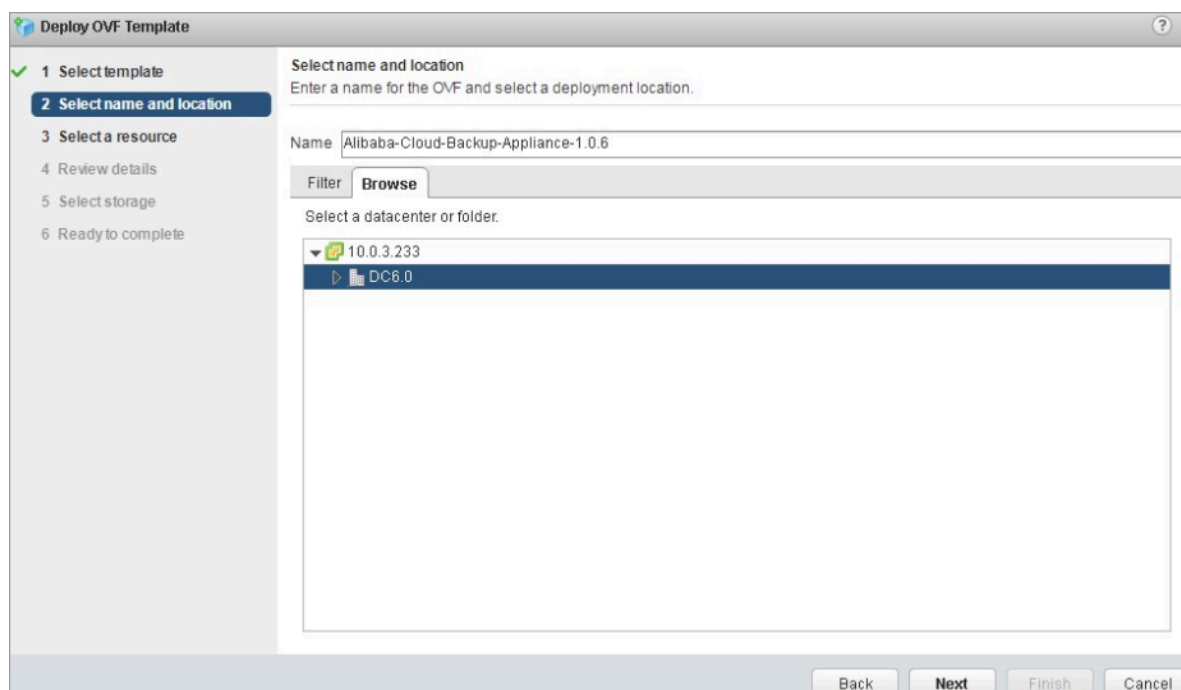 Deploy OVF Template
?
1 Select template
2 Select name and location
3 Select a resource
4 Review details
5 Select storage
6 Ready to complete
Select name and location
Enter a name for the OVF and select a deployment location.
Name Alibaba-Cloud-Backup-Appliance-1.0.6
Filter Browse
Select a datacenter or folder.
10.0.3.233
DC6.0
Back Next Finish Cancel